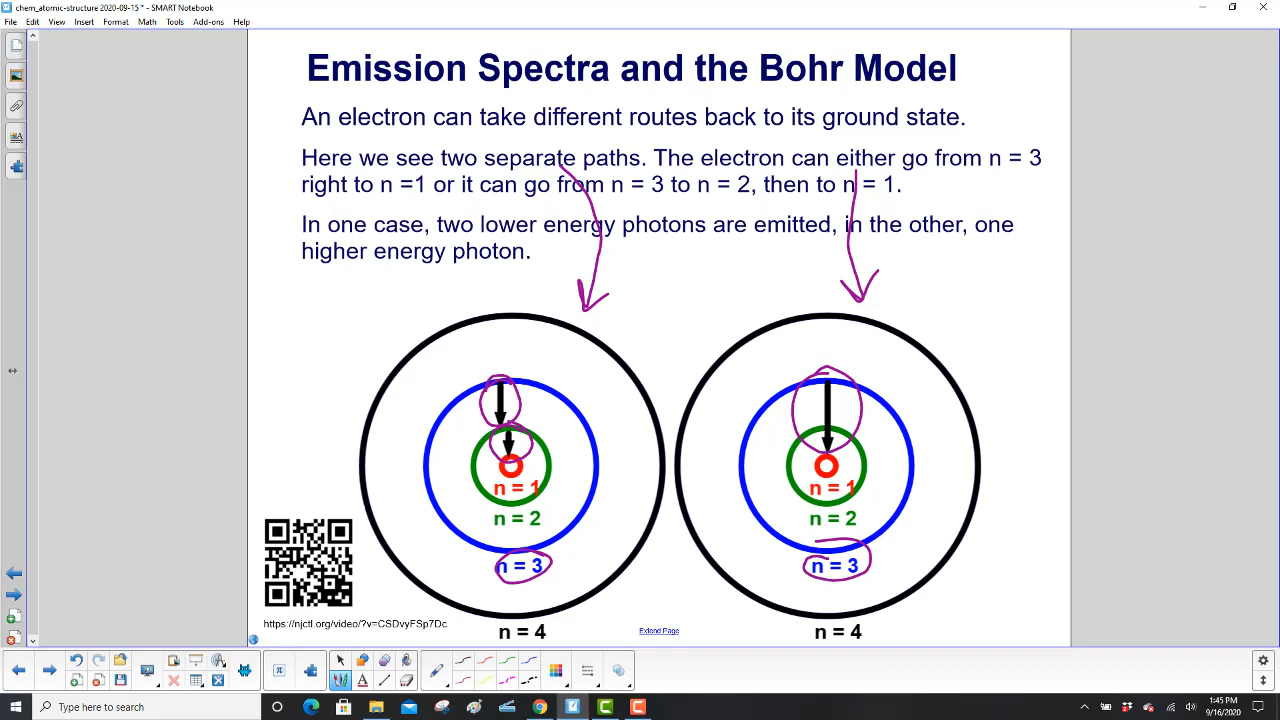 chem_atomic-structure 2020-09-15 * - SMART Notebook
File Edit View Insert Format Math Tools Add-ons Help
Emission Spectra and the Bohr Model
An electron can take different routes back to its ground state.
Here we see two separate paths. The electron can either go from n = 3
right to n =1 or it can go from n = 3 to n = 2, then to n = 1.
In one case, two lower energy photons are emitted, in the other, one
higher energy photon.
n = 1
n = 2
n = 3
n = 4
n = 1
n = 2
n = 3
n = 4
https://njctl.org/video/?v=CSDvyFSp7Dc
Extend Page
Type here to search
1:45 PM
9/16/2020